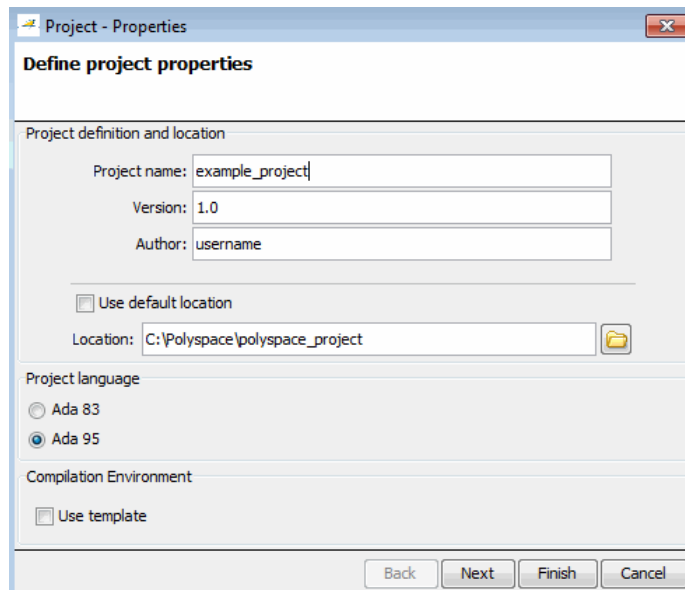 Project - Properties
Define project properties
Project definition and location
Project name: example_project
Version: 1.0
Author: username
Use default location
Location: C:\Polyspace\polyspace_project
Project language
Ada 83
Ada 95
Compilation Environment
Use template
Back Next Finish Cancel